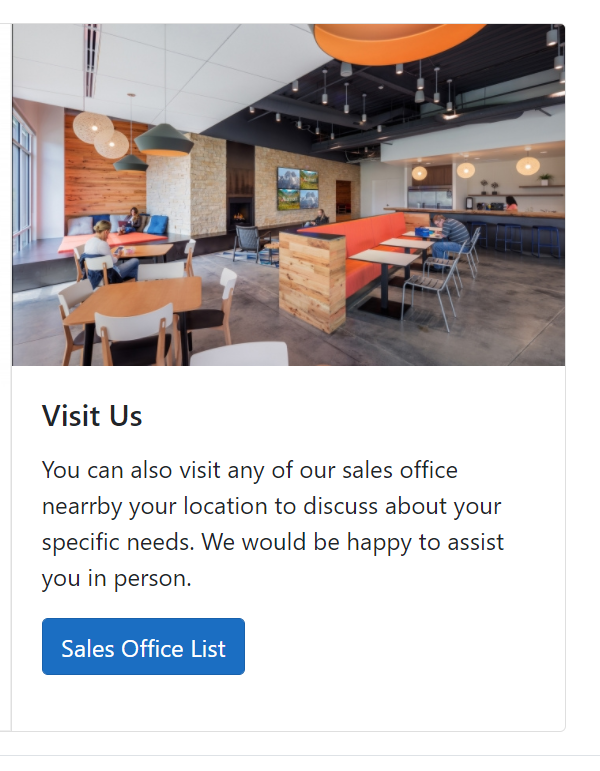 Visit Us
You can also visit any of our sales office
nearrby your location to discuss about your
specific needs. We would be happy to assist
you in person.
Sales Office List